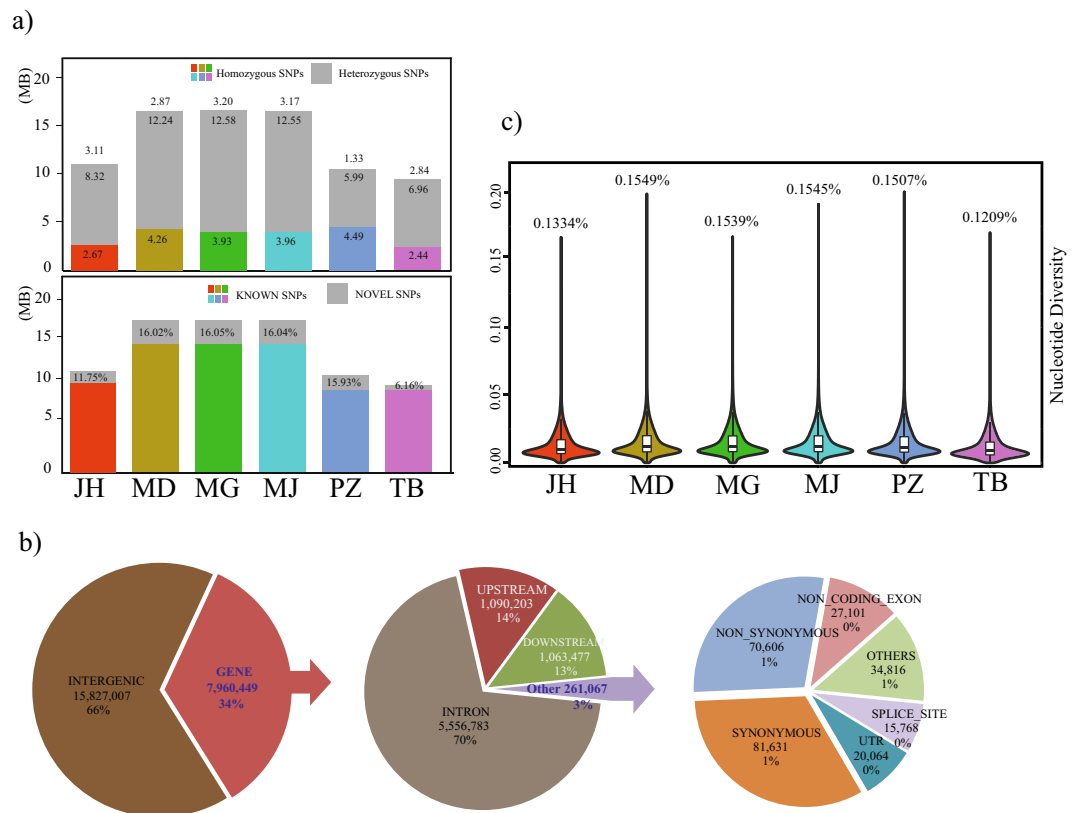 a)
(MB)
20
15
10
5
0
Homozygous SNPs
Heterozygous SNPs
3.11
8.32
2.67
2.87
12.24
4.26
3.20
12.58
3.93
3.17
12.55
3.96
1.33
5.99
4.49
2.84
6.96
2.44
(MB)
20
15
10
5
0
KNOWN SNPs
NOVEL SNPs
11.75%
16.02%
16.05%
16.04%
15.93%
6.16%
JH
MD
MG
MJ
PZ
TB
c)
0.20
0.15
0.10
0.05
0.00
0.1334%
0.1549%
0.1539%
0.1545%
0.1507%
0.1209%
Nucleotide Diversity
JH
MD
MG
MJ
PZ
TB
b)
INTERGENIC
15,827,007
66%
GENE
7,960,449
34%
UPSTREAM
1,090,203
14%
DOWNSTREAM
1,063,477
13%
Other 261,067
3%
INTRON
5,556,783
70%
NON_CODING_EXON
27,101
0%
NON_SYNONYMOUS
70,606
1%
OTHERS
34,816
1%
SPLICE_SITE
15,768
0%
UTR
20,064
0%
SYNONYMOUS
81,631
1%